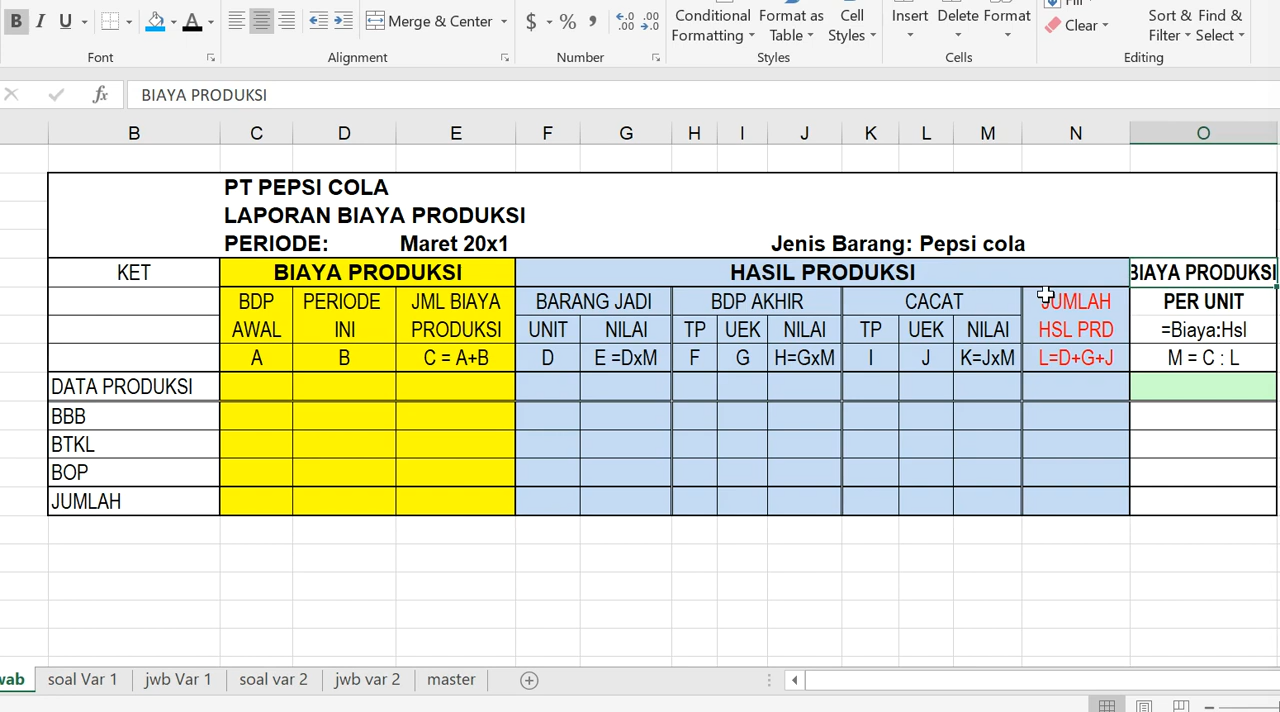 B I U A Merge & Center $ % , Conditional Formatting Format as Table Cell Styles Insert Delete Format Clear Sort & Filter Find & Select
Font Alignment Number Styles Cells Editing
fx BIAYA PRODUKSI
B C D E F G H I J K L M N O
PT PEPSI COLA
LAPORAN BIAYA PRODUKSI
PERIODE: Maret 20x1 Jenis Barang: Pepsi cola
KET BIAYA PRODUKSI HASIL PRODUKSI BIAYA PRODUKSI
BDP PERIODE JML BIAYA BARANG JADI BDP AKHIR CACAT JUMLAH PER UNIT
AWAL INI PRODUKSI UNIT NILAI TP UEK NILAI TP UEK NILAI HSL PRD =Biaya:Hsl
A B C = A+B D E =DxM F G H=GxM I J K=JxM L=D+G+J M = C : L
DATA PRODUKSI
BBB
BTKL
BOP
JUMLAH
soal Var 1 jwb Var 1 soal var 2 jwb var 2 master